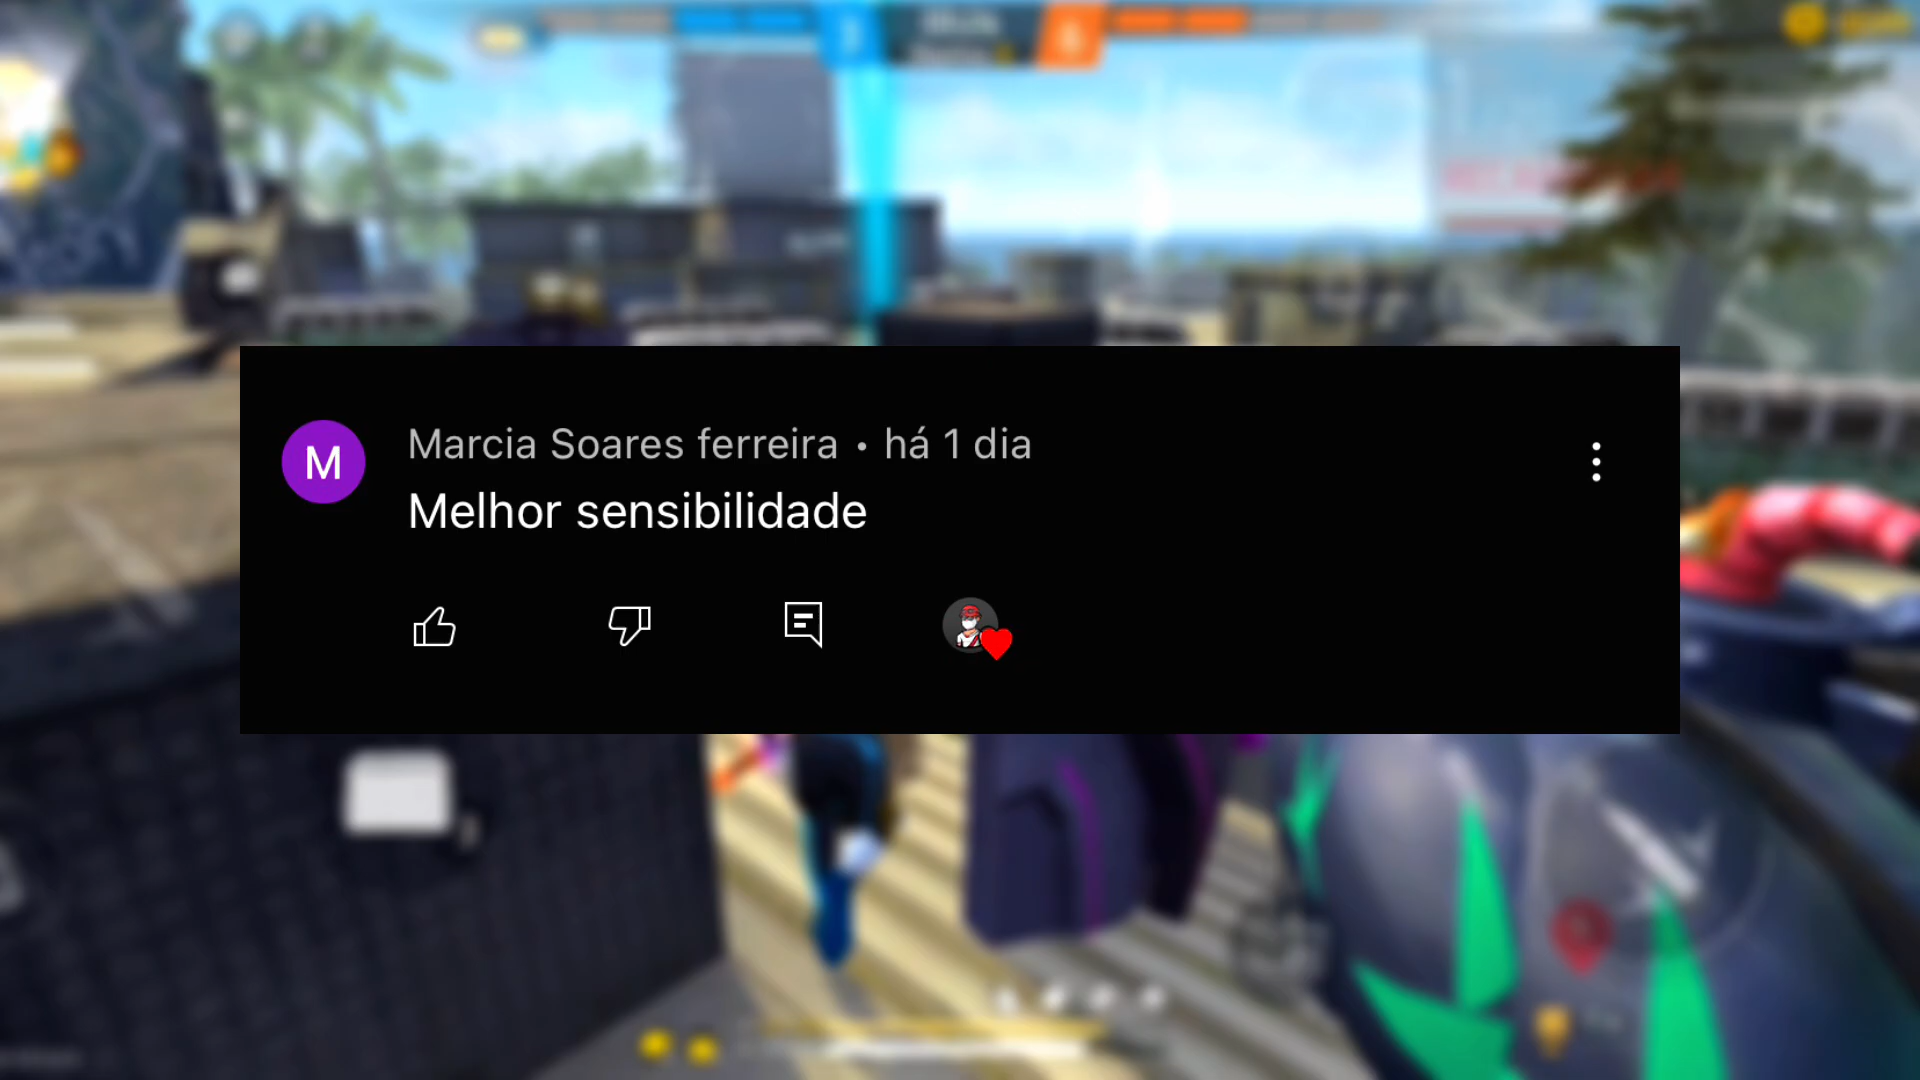 M
Marcia Soares ferreira • há 1 dia
Melhor sensibilidade